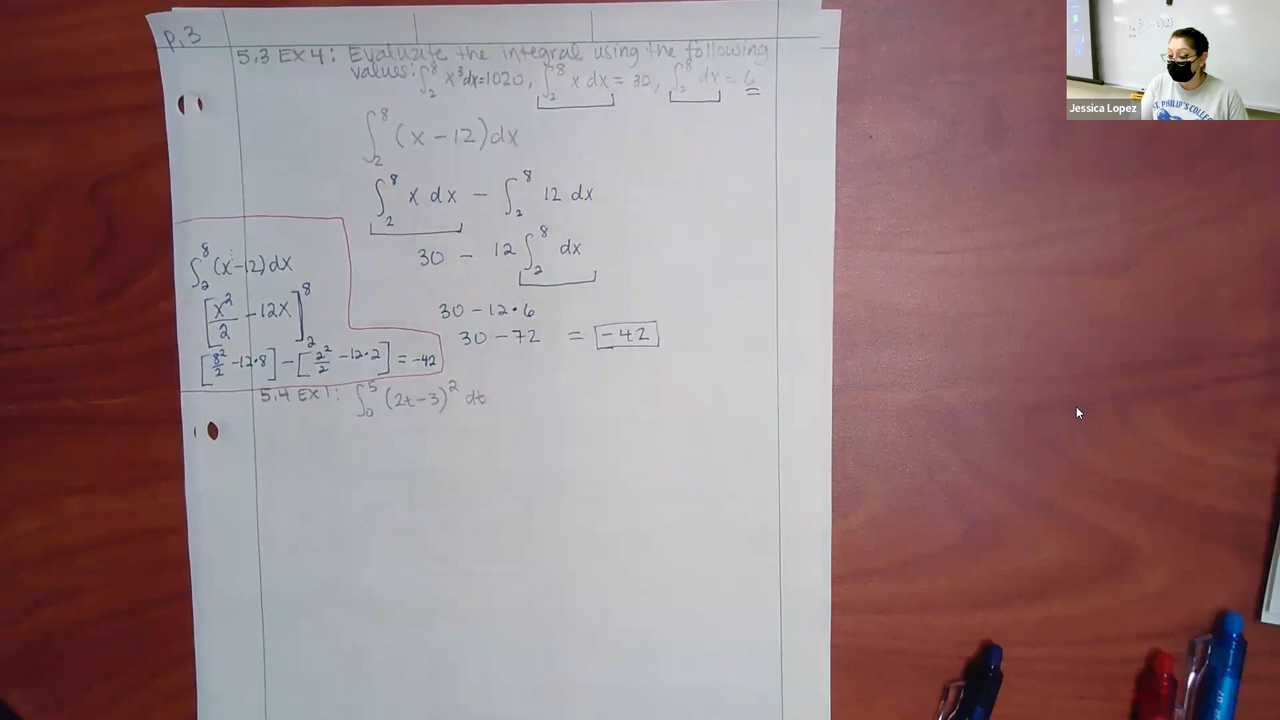 p.3
5.3 EX 4: Evaluate the integral using the following
values: ∫₂⁸ x³dx=1020, ∫₂⁸ x dx = 30, ∫₂⁸ dx = 6
∫₂⁸ (x - 12) dx
∫₂⁸ x dx - ∫₂⁸ 12 dx
30 - 12 ∫₂⁸ dx
30 - 12 • 6
30 - 72 = -42
∫₂⁸ (x-12) dx
[x²/2 - 12x]₂⁸
[8²/2 -12•8] - [2²/2 -12•2] = -42
5.4 EX 1: ∫₀⁵ (2t-3)² dt
Jessica Lopez
ST. PHILIP'S COLLE